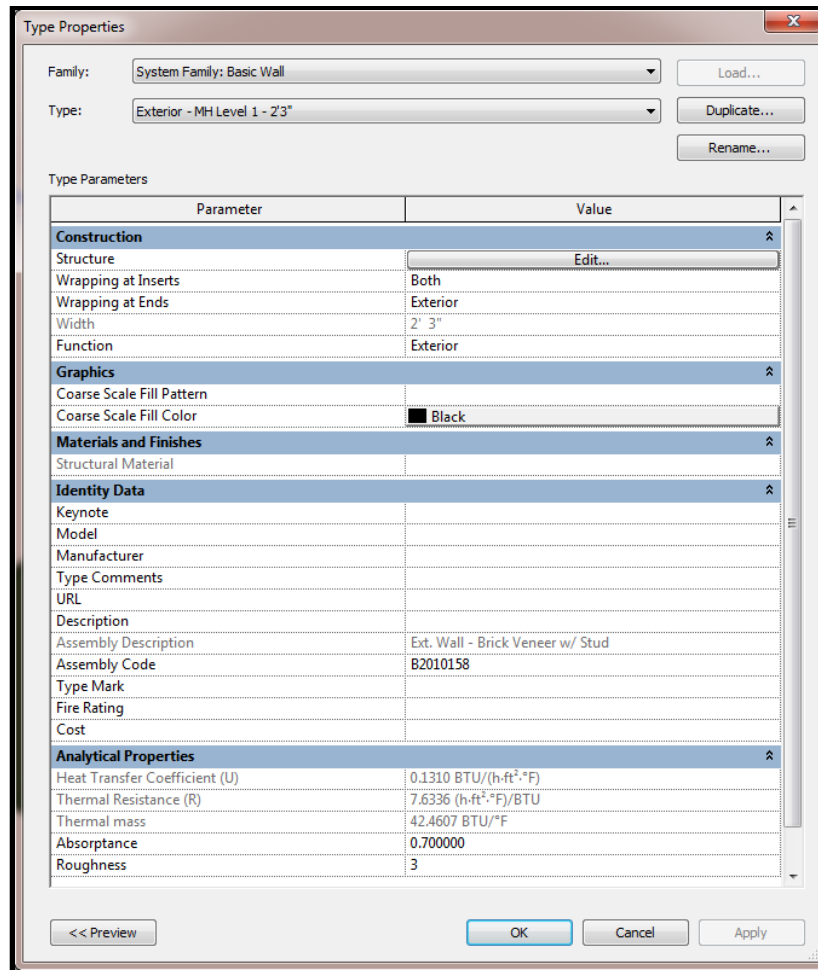 Type Properties
Family: System Family: Basic Wall Load...
Type: Exterior - MH Level 1 - 2'3" Duplicate...
Rename...
Type Parameters
Parameter Value
Construction
Structure Edit...
Wrapping at Inserts Both
Wrapping at Ends Exterior
Width 2' 3"
Function Exterior
Graphics
Coarse Scale Fill Pattern
Coarse Scale Fill Color Black
Materials and Finishes
Structural Material
Identity Data
Keynote
Model
Manufacturer
Type Comments
URL
Description
Assembly Description Ext. Wall - Brick Veneer w/ Stud
Assembly Code B2010158
Type Mark
Fire Rating
Cost
Analytical Properties
Heat Transfer Coefficient (U) 0.1310 BTU/(h·ft²·°F)
Thermal Resistance (R) 7.6336 (h·ft²·°F)/BTU
Thermal mass 42.4607 BTU/°F
Absorptance 0.700000
Roughness 3
<< Preview OK Cancel Apply